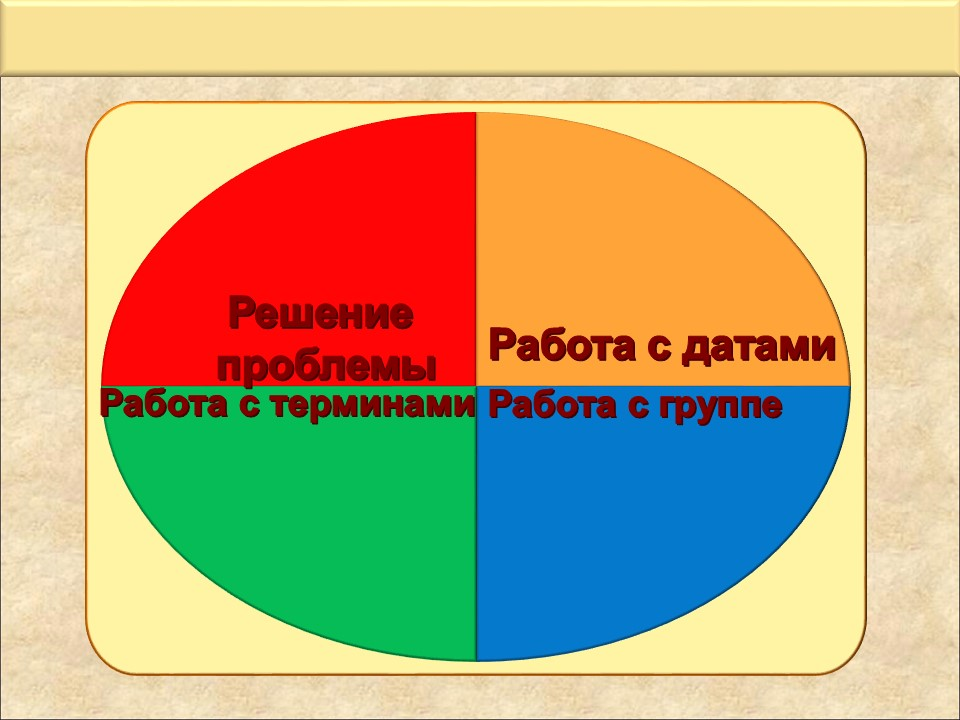 Решение
проблемы
Работа с датами
Работа с терминами
Работа с группе